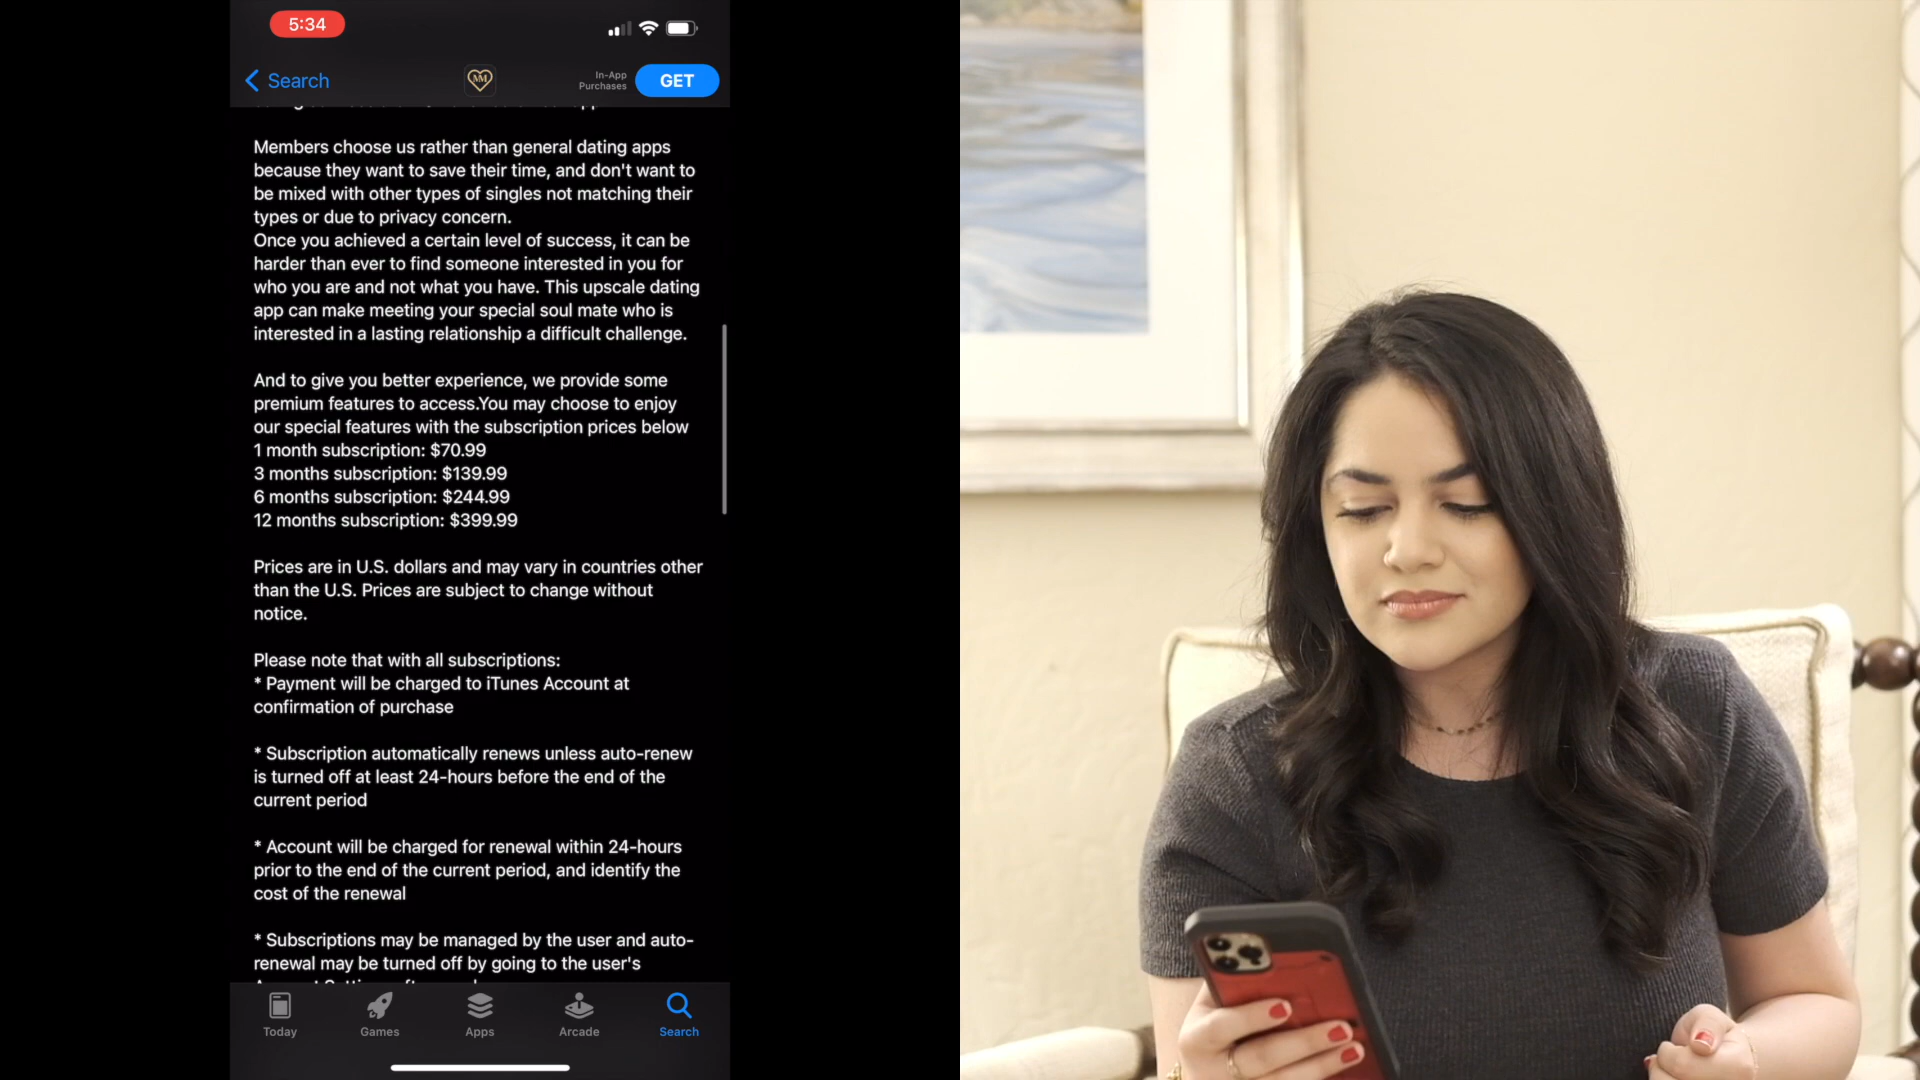 5:34
Search
In-App
Purchases
GET
Members choose us rather than general dating apps
because they want to save their time, and don't want to
be mixed with other types of singles not matching their
types or due to privacy concern.
Once you achieved a certain level of success, it can be
harder than ever to find someone interested in you for
who you are and not what you have. This upscale dating
app can make meeting your special soul mate who is
interested in a lasting relationship a difficult challenge.
And to give you better experience, we provide some
premium features to access.You may choose to enjoy
our special features with the subscription prices below
1 month subscription: $70.99
3 months subscription: $139.99
6 months subscription: $244.99
12 months subscription: $399.99
Prices are in U.S. dollars and may vary in countries other
than the U.S. Prices are subject to change without
notice.
Please note that with all subscriptions:
* Payment will be charged to iTunes Account at
confirmation of purchase
* Subscription automatically renews unless auto-renew
is turned off at least 24-hours before the end of the
current period
* Account will be charged for renewal within 24-hours
prior to the end of the current period, and identify the
cost of the renewal
* Subscriptions may be managed by the user and auto-
renewal may be turned off by going to the user's
Today
Games
Apps
Arcade
Search